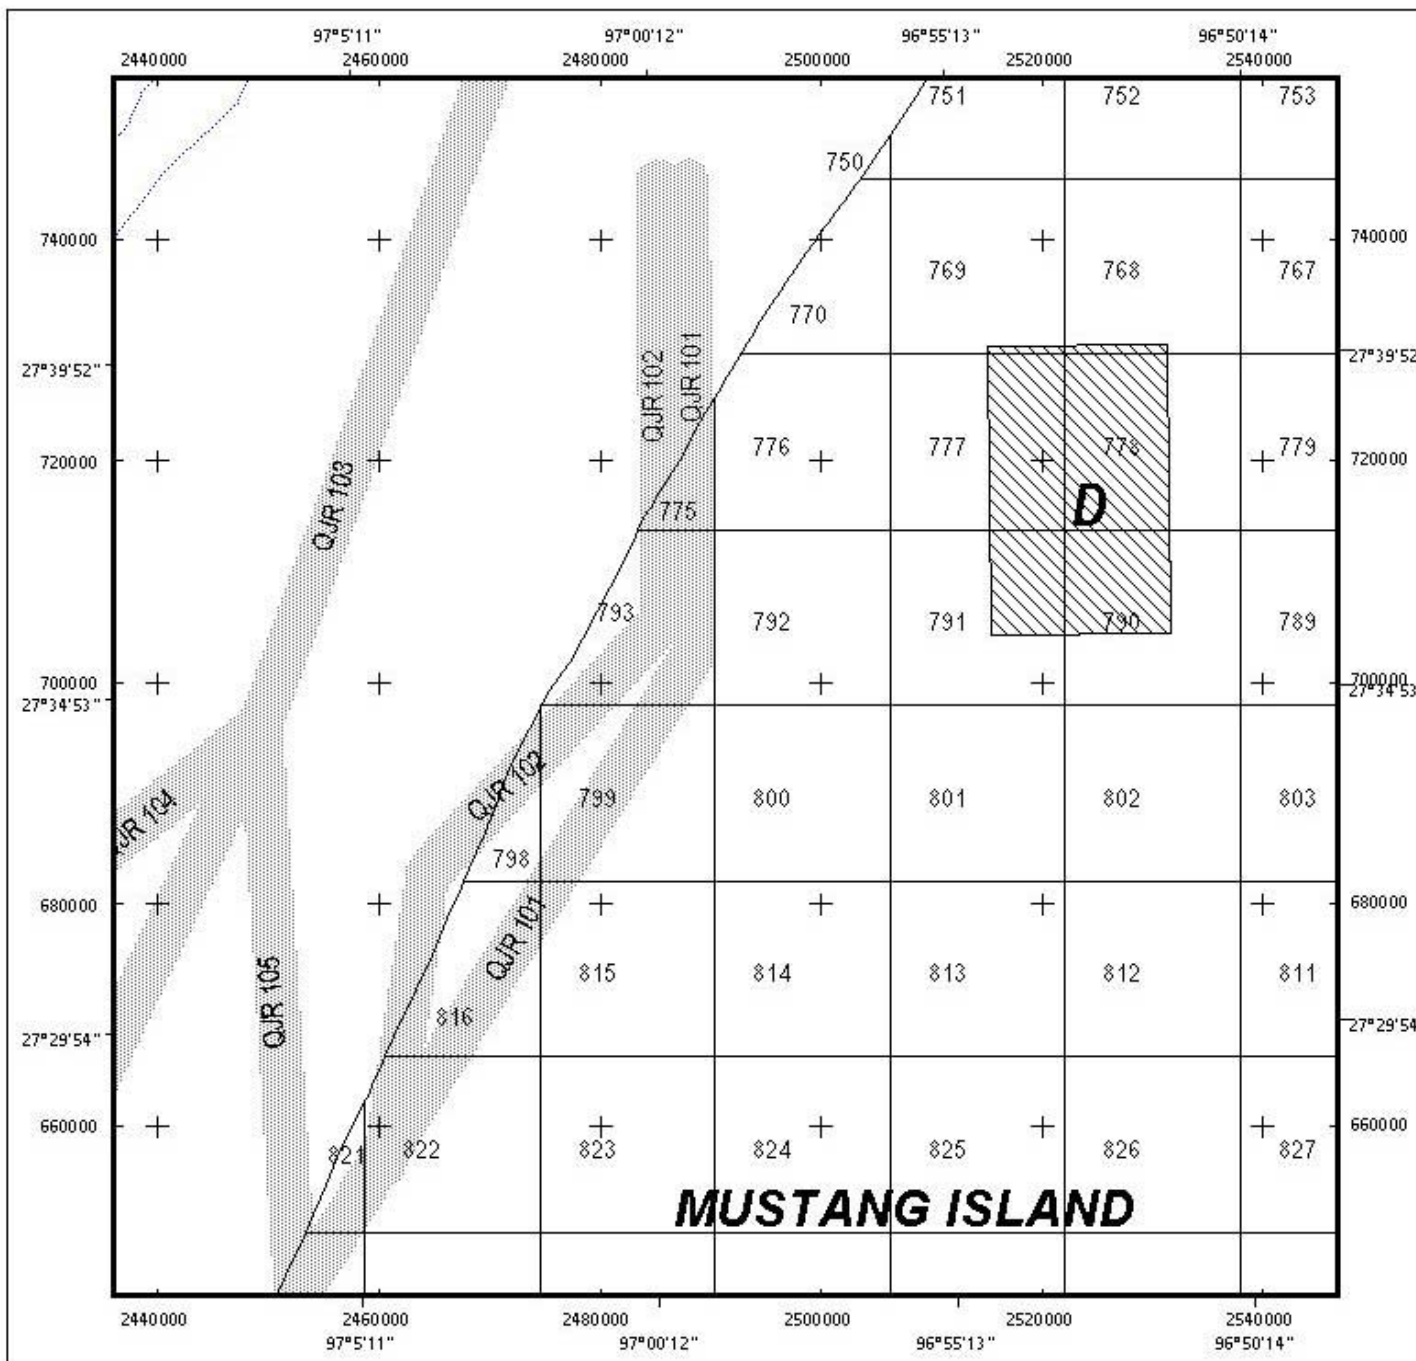 97°5'11" 97°00'12" 96°55'13" 96°50'14"
2440000 2460000 2480000 2500000 2520000 2540000
751 752 753
750
740000 740000
769 768 767
770
27°39'52" 27°39'52
QJR 102 QJR 101
776 777 778 779
720000 720000
QJR 103
775 D
793 792 791 790 789
700000 700000
27°34'53" 27°34'53
QJR 102
799 800 801 802 803
QJR 104
798
680000 680000
QJR 101
815 814 813 812 811
QJR 105
816
27°29'54" 27°29'54"
660000 660000
821 822 823 824 825 826 827
MUSTANG ISLAND
2440000 2460000 2480000 2500000 2520000 2540000
97°5'11" 97°00'12" 96°55'13" 96°50'14"